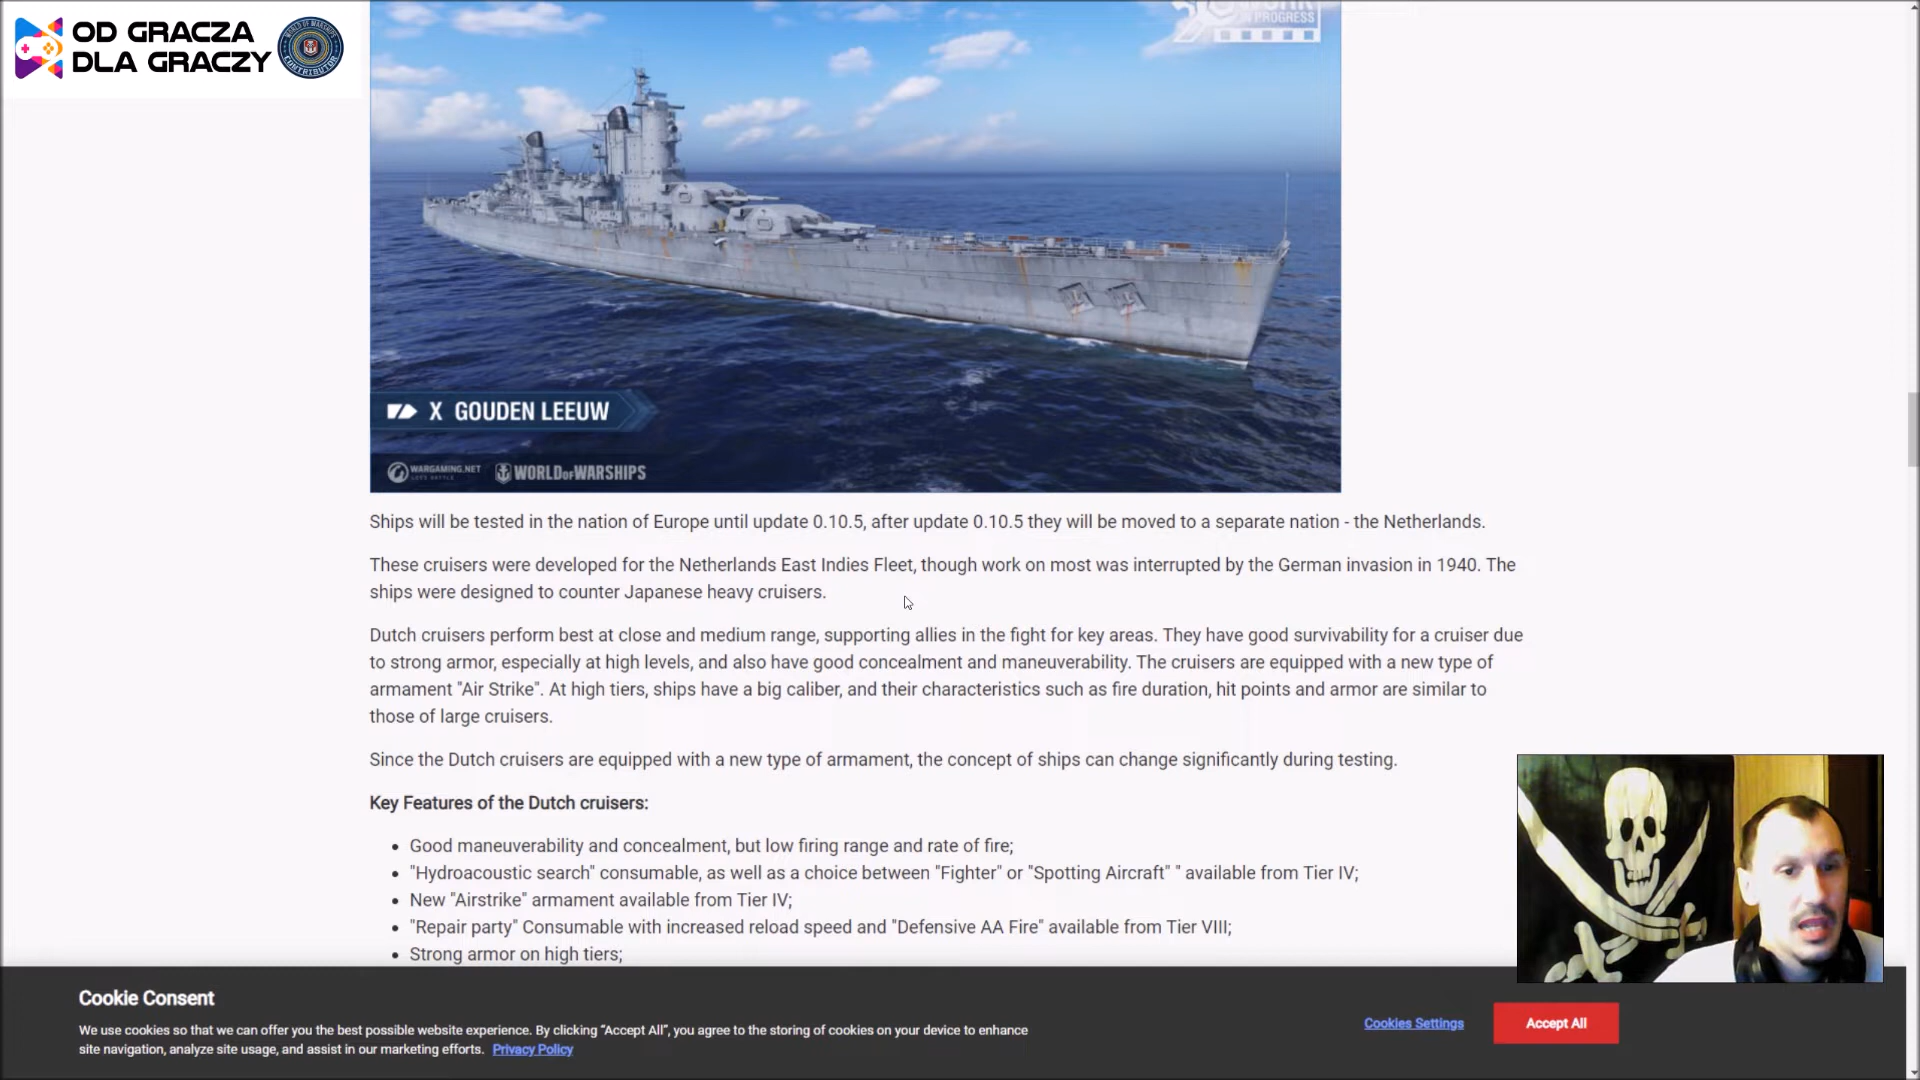 OD GRACZA
DLA GRACZY
WORLD OF WARSHIPS
CONTRIBUTOR
IN PROGRESS
X GOUDEN LEEUW
WARGAMING.NET
WORLD OF WARSHIPS
Ships will be tested in the nation of Europe until update 0.10.5, after update 0.10.5 they will be moved to a separate nation - the Netherlands.
These cruisers were developed for the Netherlands East Indies Fleet, though work on most was interrupted by the German invasion in 1940. The
ships were designed to counter Japanese heavy cruisers.
Dutch cruisers perform best at close and medium range, supporting allies in the fight for key areas. They have good survivability for a cruiser due
to strong armor, especially at high levels, and also have good concealment and maneuverability. The cruisers are equipped with a new type of
armament "Air Strike". At high tiers, ships have a big caliber, and their characteristics such as fire duration, hit points and armor are similar to
those of large cruisers.
Since the Dutch cruisers are equipped with a new type of armament, the concept of ships can change significantly during testing.
Key Features of the Dutch cruisers:
• Good maneuverability and concealment, but low firing range and rate of fire;
• "Hydroacoustic search" consumable, as well as a choice between "Fighter" or "Spotting Aircraft" " available from Tier IV;
• New "Airstrike" armament available from Tier IV;
• "Repair party" Consumable with increased reload speed and "Defensive AA Fire" available from Tier VIII;
• Strong armor on high tiers;
Cookie Consent
We use cookies so that we can offer you the best possible website experience. By clicking “Accept All”, you agree to the storing of cookies on your device to enhance
site navigation, analyze site usage, and assist in our marketing efforts. Privacy Policy
Cookies Settings
Accept All